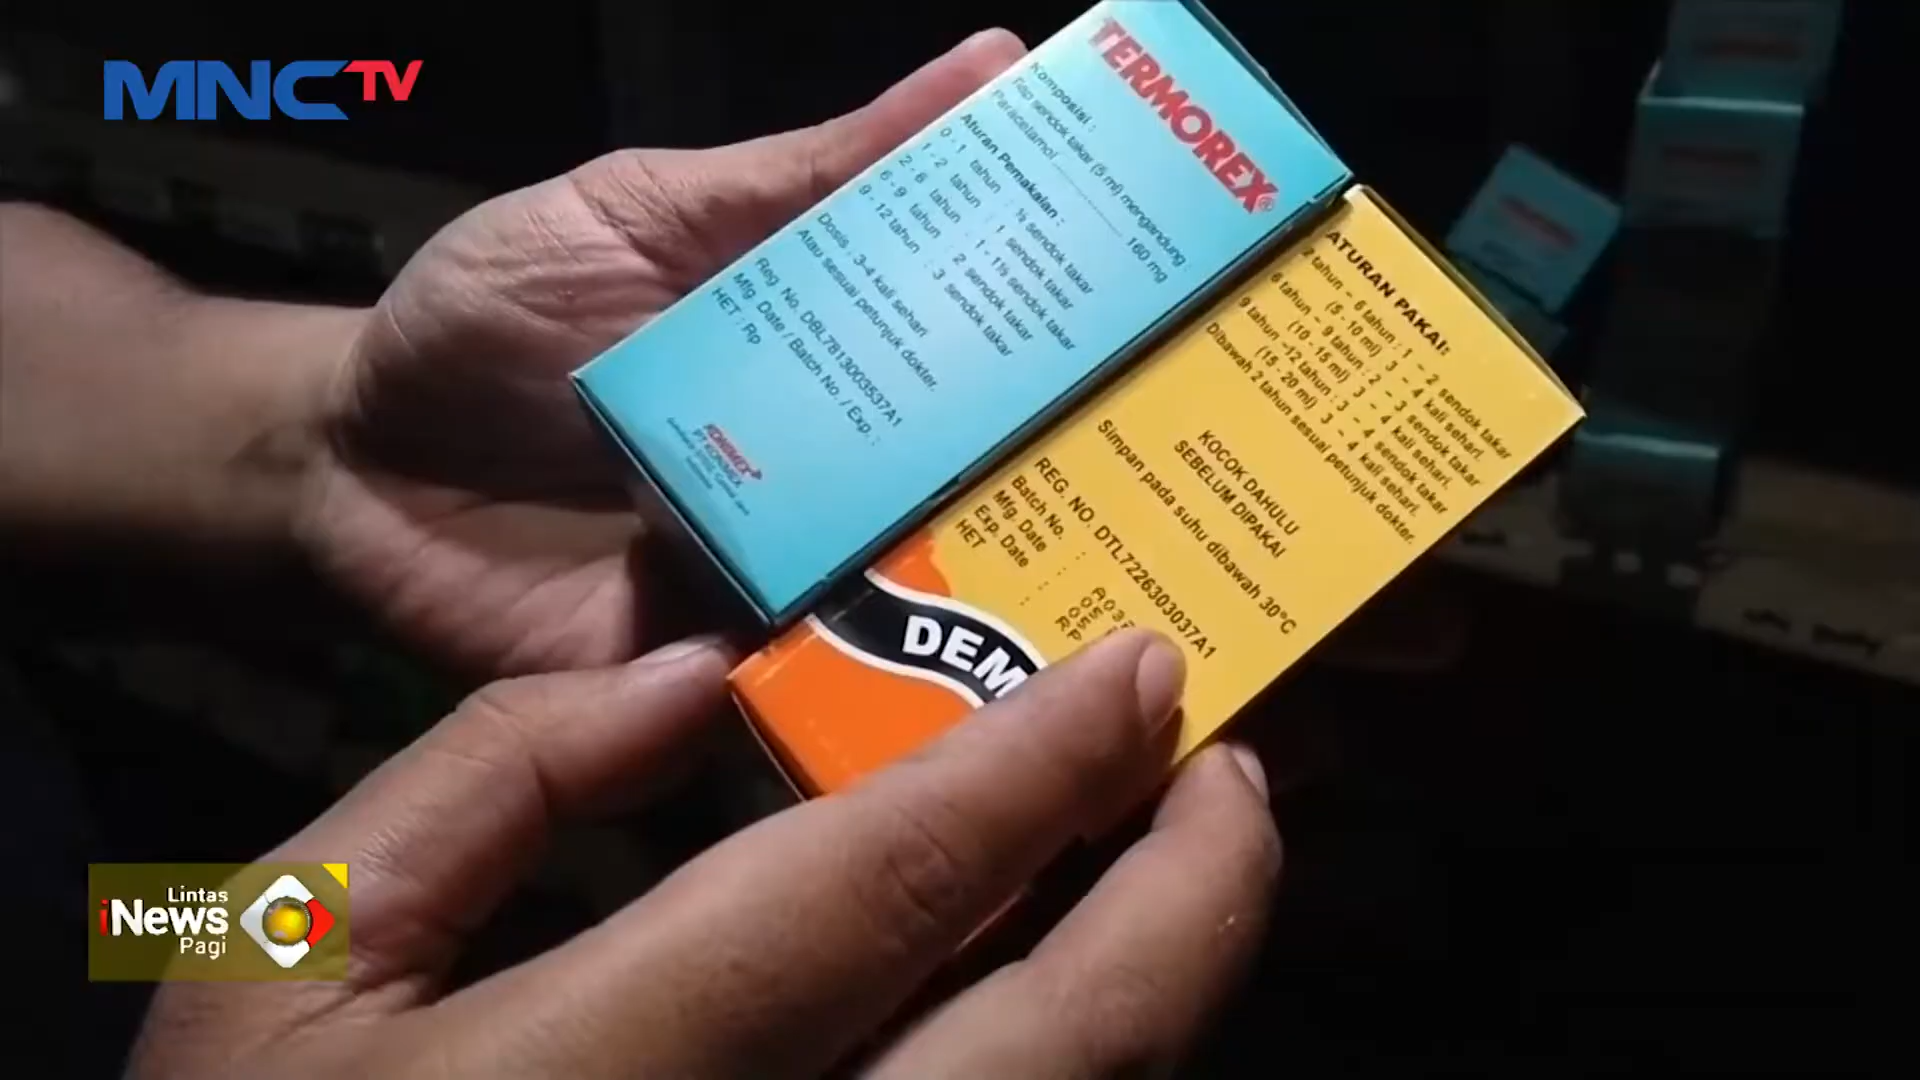 MNCTV
TERMOREX®
Komposisi :
Tiap sendok takar (5 ml) mengandung :
Paracetamol 160 mg
Aturan Pemakaian :
0 - 1 tahun : ½ sendok takar
1 - 2 tahun : 1 sendok takar
2 - 6 tahun : 1 - 1½ sendok takar
6 - 9 tahun : 2 sendok takar
9 - 12 tahun : 3 sendok takar
Dosis : 3-4 kali sehari
Atau sesuai petunjuk dokter.
Reg. No. DBL7813003537A1
Mfg. Date / Batch No. / Exp. :
HET : Rp
KONIMEX
PT KONIMEX
ATURAN PAKAI:
2 tahun – 6 tahun : 1 – 2 sendok takar
(5 - 10 ml) 3 – 4 kali sehari.
6 tahun – 9 tahun : 2 – 3 sendok takar
(10 - 15 ml) 3 – 4 kali sehari.
9 tahun –12 tahun : 3 – 4 sendok takar
(15 - 20 ml) 3 – 4 kali sehari.
Dibawah 2 tahun sesuai petunjuk dokter.
KOCOK DAHULU
SEBELUM DIPAKAI
Simpan pada suhu dibawah 30°C
REG. NO. DTL7226303037A1
Batch No. :
Mfg. Date :
Exp. Date :
HET : RP
DEM
Lintas
iNews
Pagi